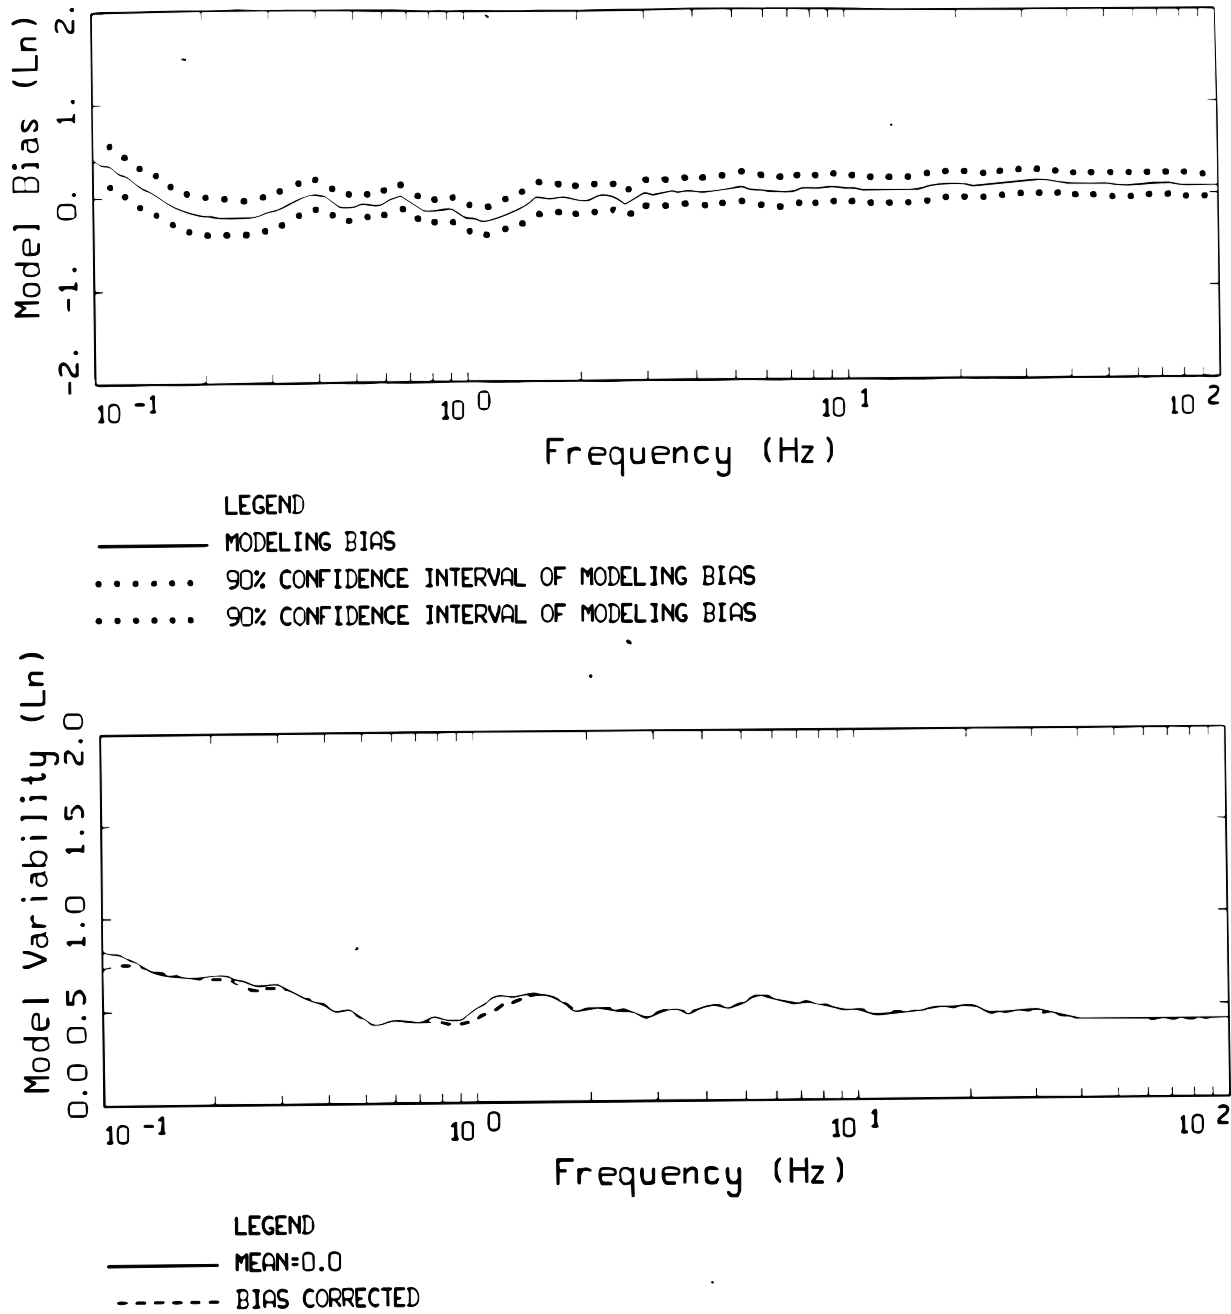 Model Bias (Ln)
2.
1.
0.
-1.
-2.
10 -1
10 0
10 1
10 2
Frequency (Hz)
LEGEND
MODELING BIAS
90% CONFIDENCE INTERVAL OF MODELING BIAS
90% CONFIDENCE INTERVAL OF MODELING BIAS
Model Variability (Ln)
2.0
1.5
1.0
0.5
0.0
10 -1
10 0
10 1
10 2
Frequency (Hz)
LEGEND
MEAN=0.0
BIAS CORRECTED